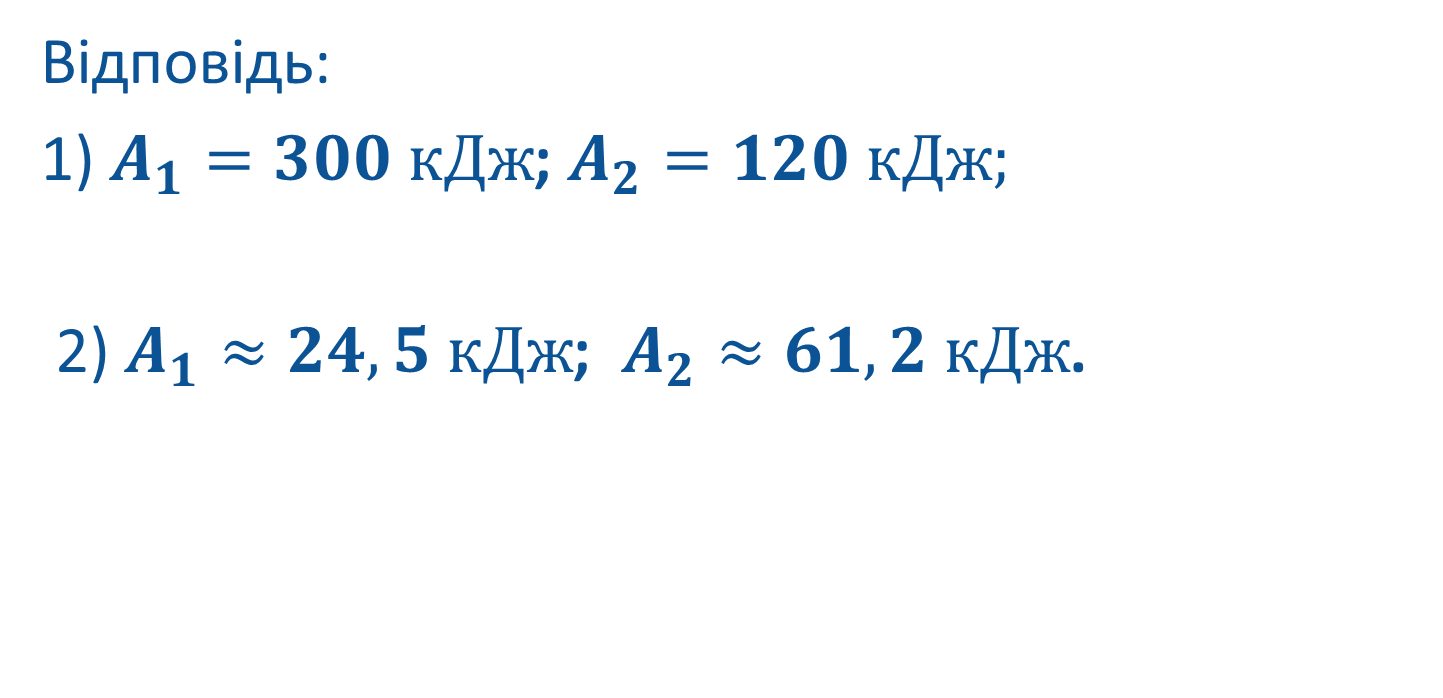 Відповідь:
1) A₁ = 300 кДж; A₂ = 120 кДж;
2) A₁ ≈ 24,5 кДж; A₂ ≈ 61,2 кДж.